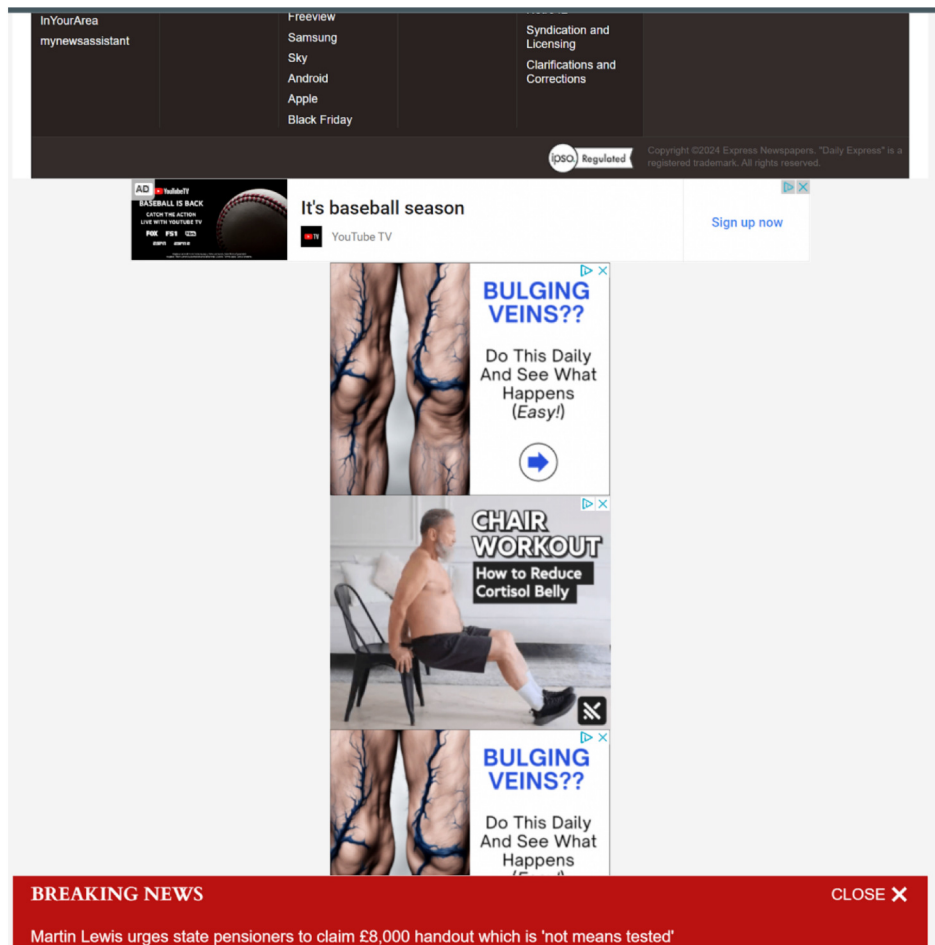 InYourArea
mynewsassistant
Freeview
Samsung
Sky
Android
Apple
Black Friday
Syndication and
Licensing
Clarifications and
Corrections
ipso. Regulated
Copyright ©2024 Express Newspapers. "Daily Express" is a
registered trademark. All rights reserved.
AD
YouTubeTV
BASEBALL IS BACK
CATCH THE ACTION
LIVE WITH YOUTUBE TV
FOX FS1
It's baseball season
TV YouTube TV
Sign up now
BULGING
VEINS??
Do This Daily
And See What
Happens
(Easy!)
CHAIR
WORKOUT
How to Reduce
Cortisol Belly
BULGING
VEINS??
Do This Daily
And See What
Happens
BREAKING NEWS
CLOSE X
Martin Lewis urges state pensioners to claim £8,000 handout which is 'not means tested'